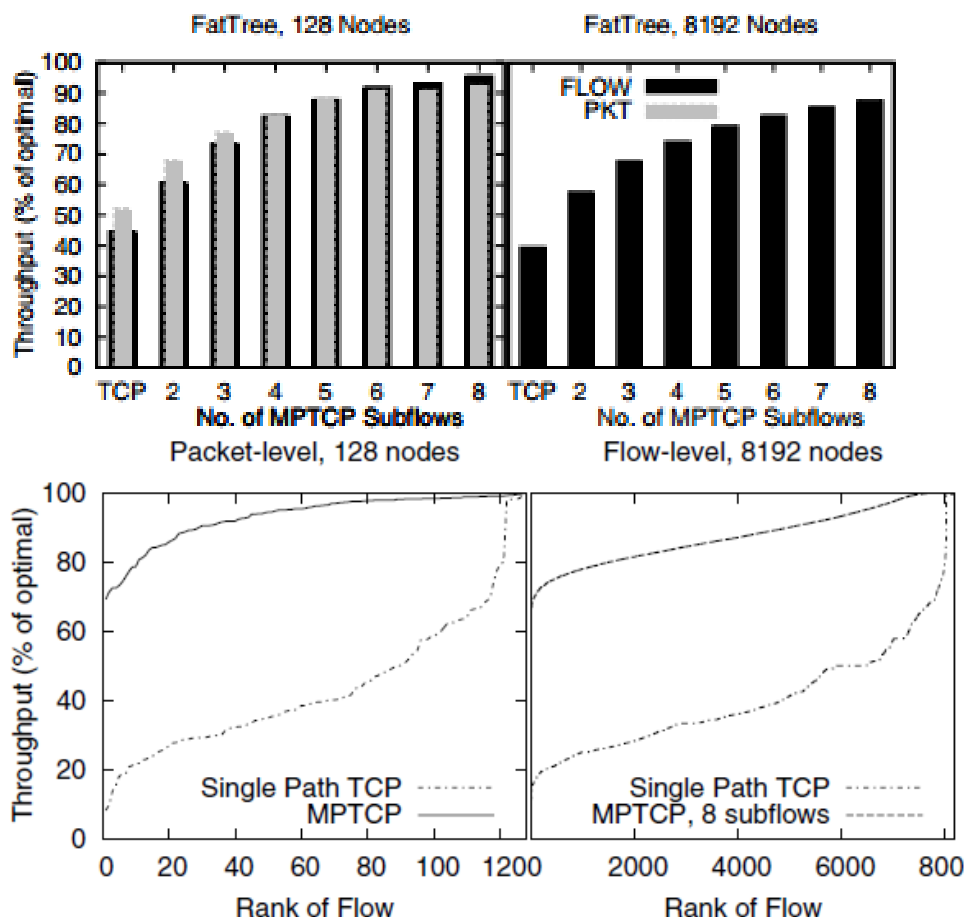 FatTree, 128 Nodes
FatTree, 8192 Nodes
Throughput (% of optimal)
100
90
80
70
60
50
40
30
20
10
0
FLOW
PKT
TCP 2 3 4 5 6 7 8
TCP 2 3 4 5 6 7 8
No. of MPTCP Subflows
No. of MPTCP Subflows
Packet-level, 128 nodes
Flow-level, 8192 nodes
Throughput (% of optimal)
100
80
60
40
20
0
Single Path TCP
MPTCP
Single Path TCP
MPTCP, 8 subflows
0 20 40 60 80 100 120
0 2000 4000 6000 800
Rank of Flow
Rank of Flow